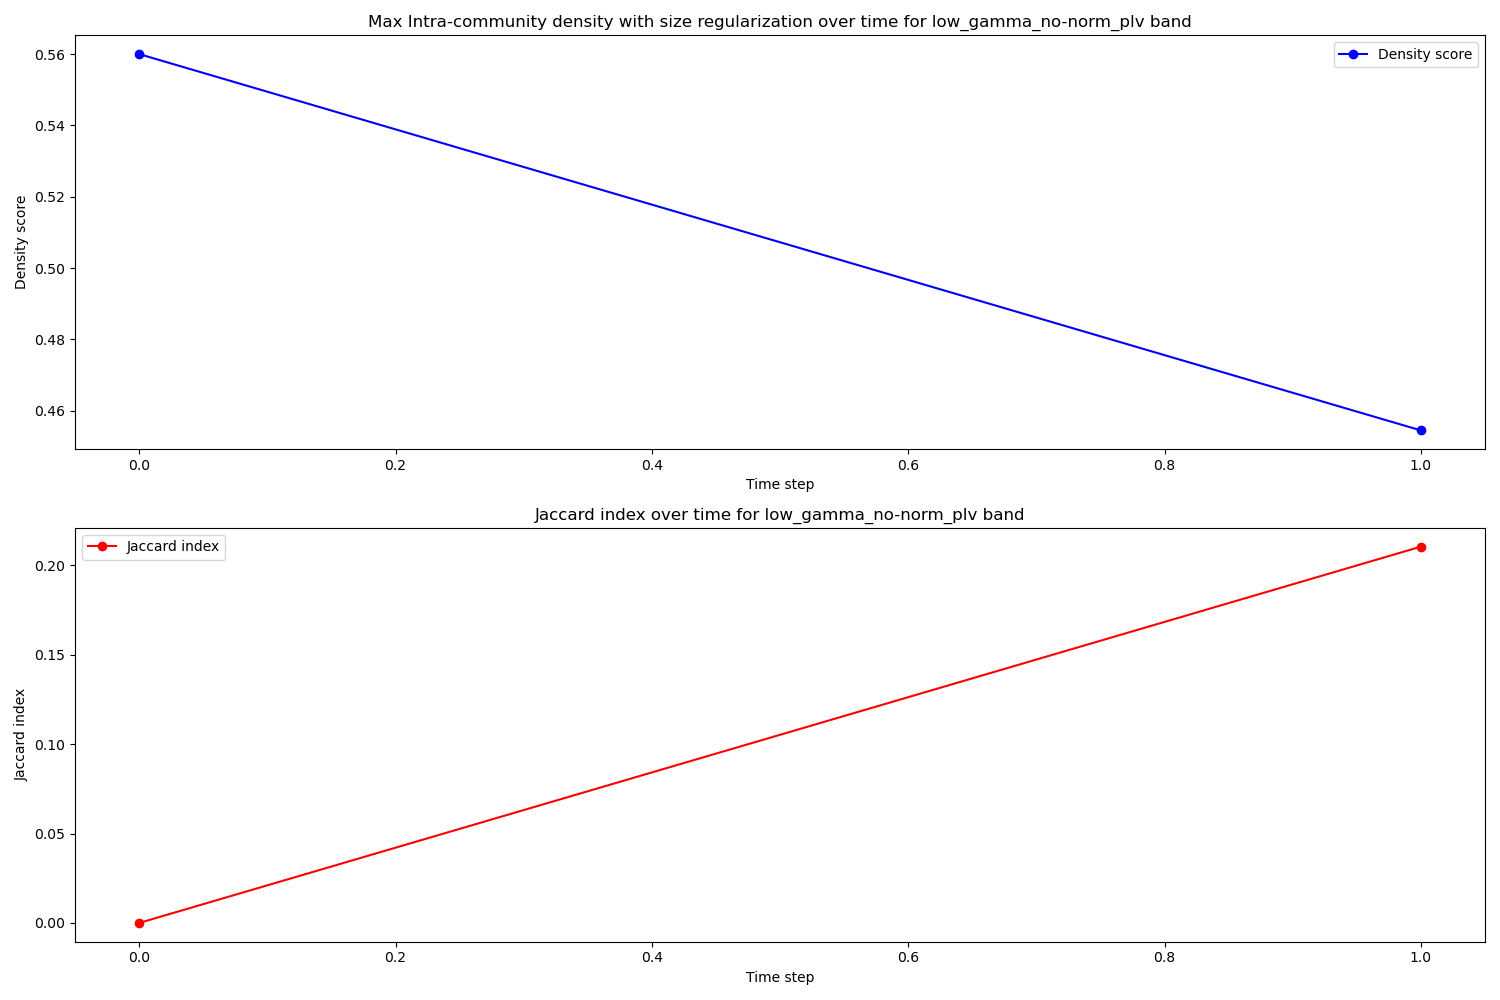 Max Intra-community density with size regularization over time for low_gamma_no-norm_plv band
Density score
0.56
0.54
0.52
0.50
0.48
0.46
Density score
0.0 0.2 0.4 0.6 0.8 1.0
Time step
Jaccard index over time for low_gamma_no-norm_plv band
Jaccard index
0.20
0.15
0.10
0.05
0.00
Jaccard index
0.0 0.2 0.4 0.6 0.8 1.0
Time step